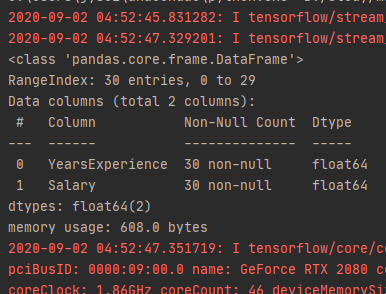 2020-09-02 04:52:45.831282: I tensorflow/stream
2020-09-02 04:52:47.329201: I tensorflow/stream
<class 'pandas.core.frame.DataFrame'>
RangeIndex: 30 entries, 0 to 29
Data columns (total 2 columns):
 #   Column           Non-Null Count  Dtype
---  ------           --------------  -----
 0   YearsExperience  30 non-null     float64
 1   Salary           30 non-null     float64
dtypes: float64(2)
memory usage: 608.0 bytes
2020-09-02 04:52:47.351719: I tensorflow/core/c
pciBusID: 0000:09:00.0 name: GeForce RTX 2080 c
coreClock: 1.86GHz coreCount: 46 deviceMemorySi